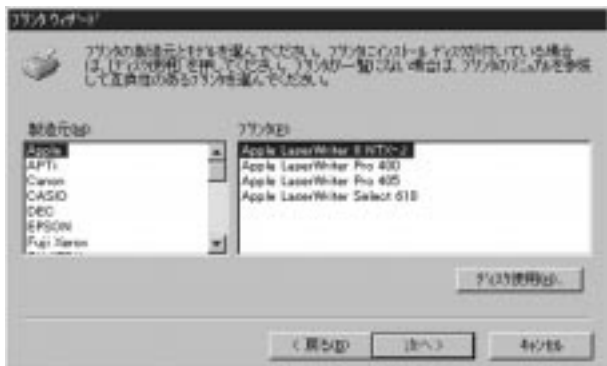 プリンタ ウィザード
プリンタの製造元とモデルを選んでください。プリンタにインストール ディスクが付いている場合
は、[ディスク使用] を押してください。プリンタが一覧にない場合は、プリンタのマニュアルを参照
して互換性のあるプリンタを選んでください。
製造元(M)
プリンタ(P)
Apple
APTi
Canon
CASIO
DEC
EPSON
Fuji Xerox
Apple LaserWriter II NTX-J
Apple LaserWriter Pro 400
Apple LaserWriter Pro 405
Apple LaserWriter Select 610
ディスク使用(H)...
< 戻る(B)
次へ >
キャンセル